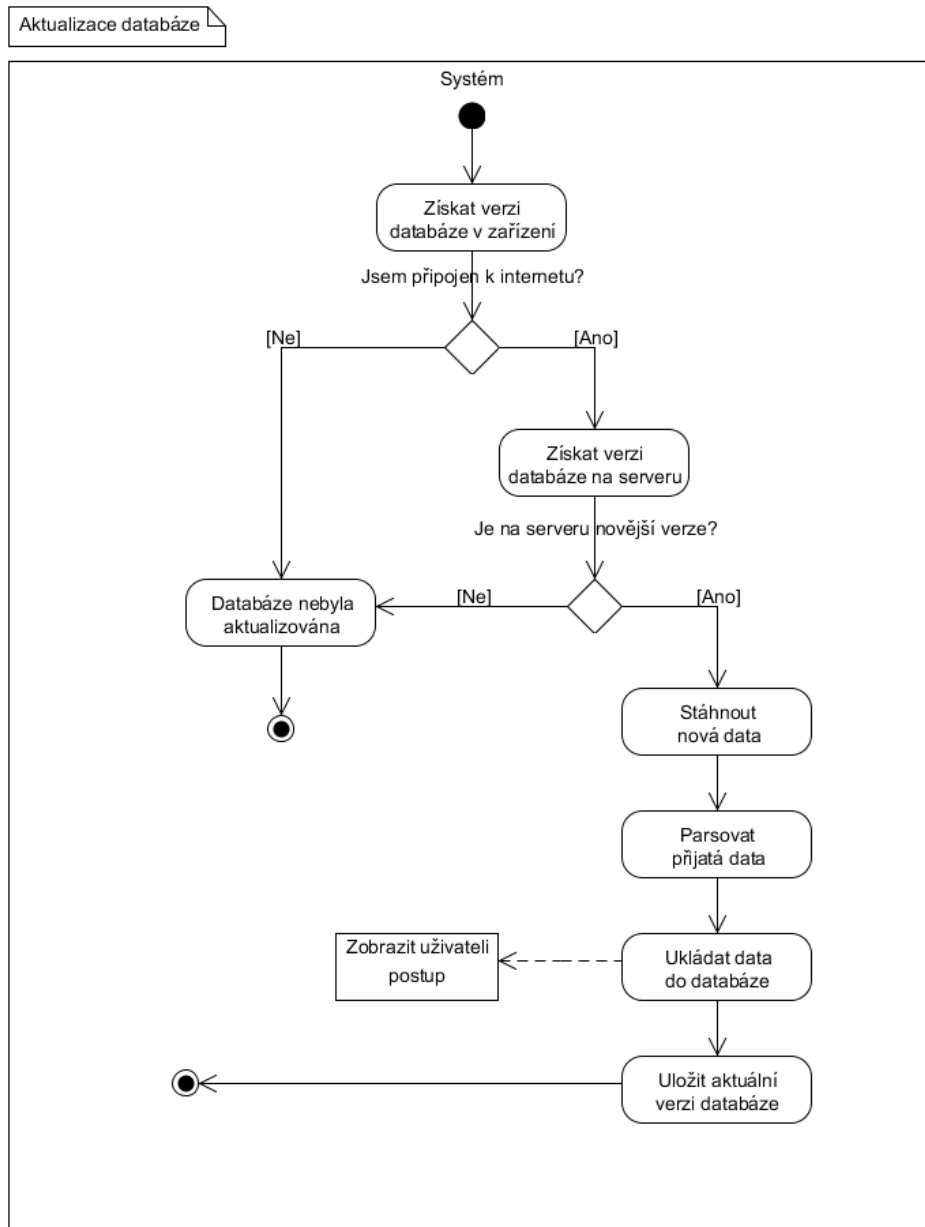 Aktualizace databáze
Systém
Získat verzi
databáze v zařízení
Jsem připojen k internetu?
[Ne]
[Ano]
Získat verzi
databáze na serveru
Je na serveru novější verze?
Databáze nebyla
aktualizována
[Ne]
[Ano]
Stáhnout
nová data
Parsovat
přijatá data
Zobrazit uživateli
postup
Ukládat data
do databáze
Uložit aktuální
verzi databáze